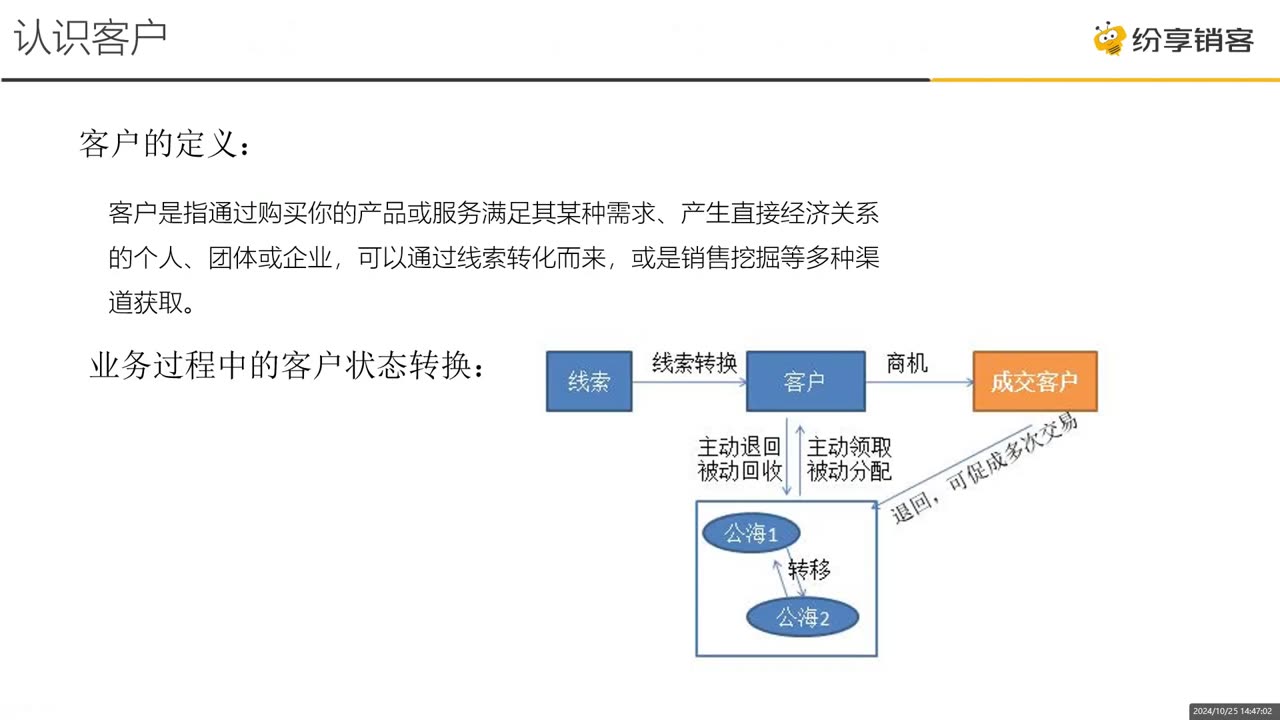 认识客户
纷享销客
客户的定义：
客户是指通过购买你的产品或服务满足其某种需求、产生直接经济关系
的个人、团体或企业，可以通过线索转化而来，或是销售挖掘等多种渠
道获取。
业务过程中的客户状态转换：
线索
线索转换
客户
商机
成交客户
主动退回
被动回收
主动领取
被动分配
退回，可促成多次交易
公海1
转移
公海2
2024/10/25 14:47:02